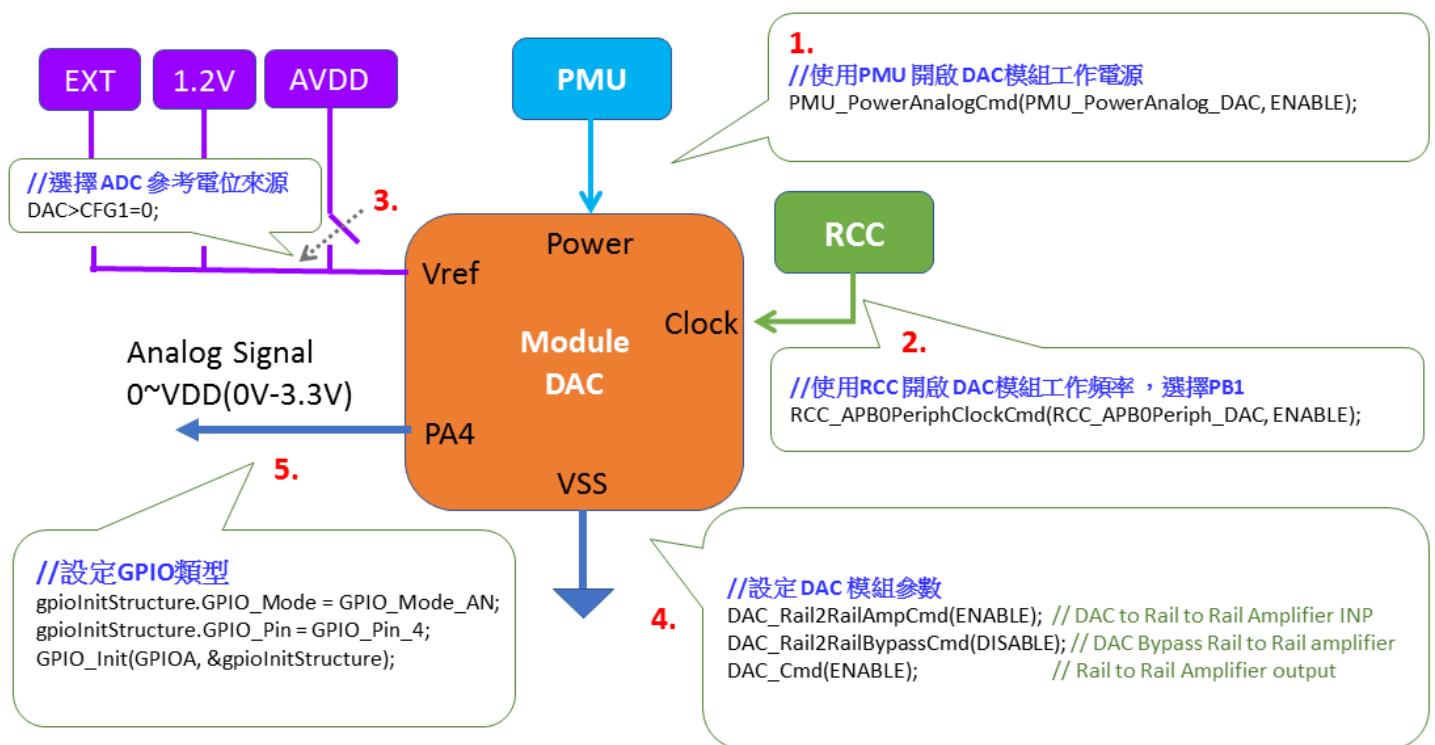 EXT
1.2V
AVDD
PMU
1.
//使用PMU 開啟 DAC模組工作電源
PMU_PowerAnalogCmd(PMU_PowerAnalog_DAC, ENABLE);
//選擇 ADC 參考電位來源
DAC>CFG1=0;
3.
RCC
Power
Vref
Clock
Module
DAC
2.
//使用RCC 開啟 DAC模組工作頻率，選擇PB1
RCC_APB0PeriphClockCmd(RCC_APB0Periph_DAC, ENABLE);
Analog Signal
0~VDD(0V-3.3V)
PA4
5.
VSS
//設定GPIO類型
gpioInitStructure.GPIO_Mode = GPIO_Mode_AN;
gpioInitStructure.GPIO_Pin = GPIO_Pin_4;
GPIO_Init(GPIOA, &gpioInitStructure);
4.
//設定 DAC 模組參數
DAC_Rail2RailAmpCmd(ENABLE); // DAC to Rail to Rail Amplifier INP
DAC_Rail2RailBypassCmd(DISABLE); // DAC Bypass Rail to Rail amplifier
DAC_Cmd(ENABLE); // Rail to Rail Amplifier output